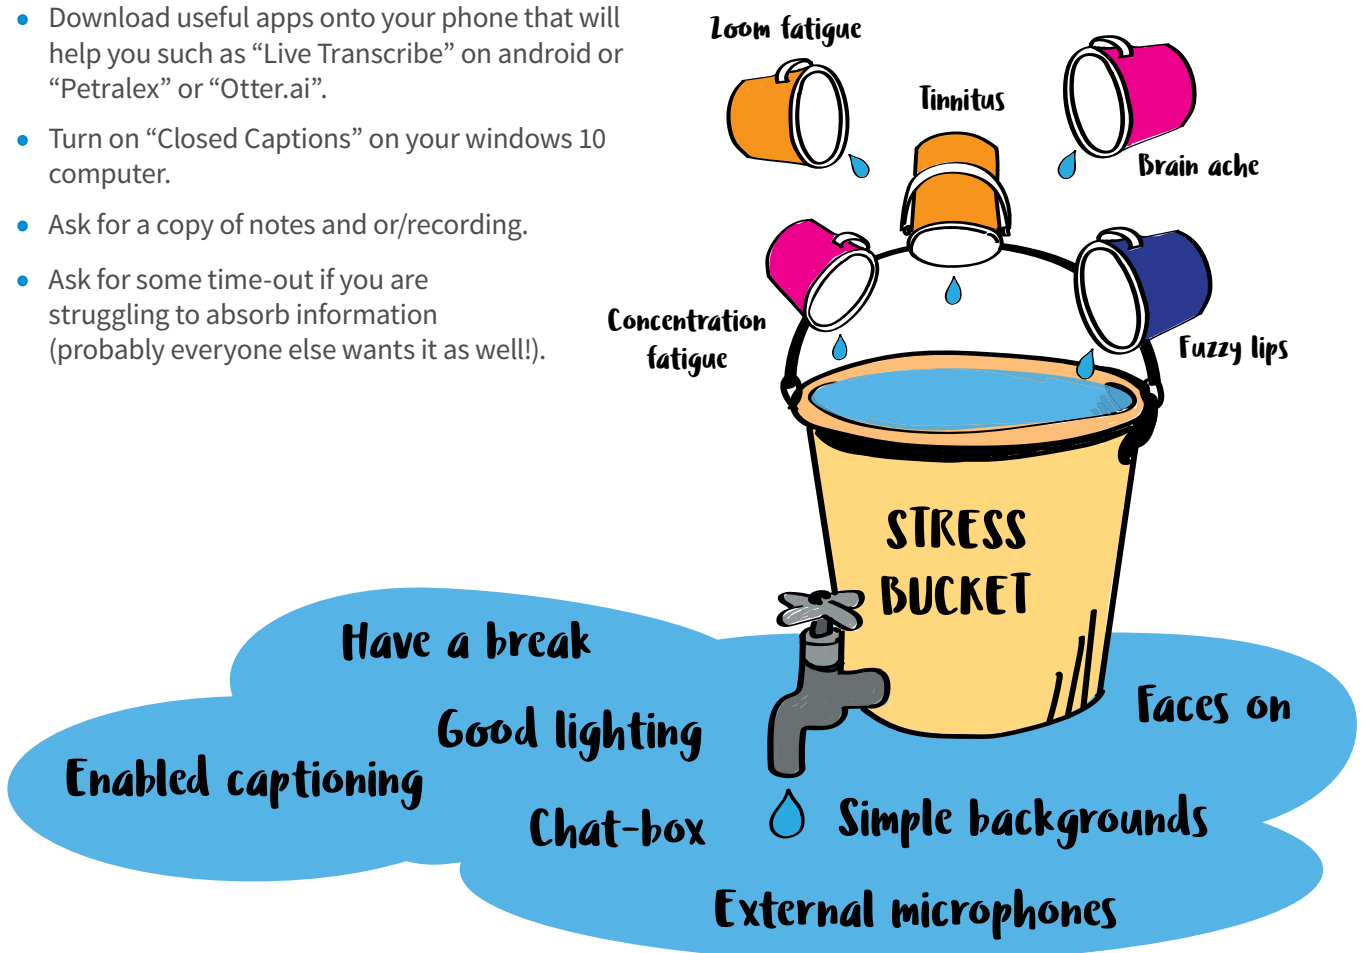 Download useful apps onto your phone that will
help you such as “Live Transcribe” on android or
“Petralex” or “Otter.ai”.
Turn on “Closed Captions” on your windows 10
computer.
Ask for a copy of notes and or/recording.
Ask for some time-out if you are
struggling to absorb information
(probably everyone else wants it as well!).
Zoom fatigue
Tinnitus
Brain ache
Concentration
fatigue
Fuzzy lips
STRESS
BUCKET
Have a break
Good lighting
Faces on
Enabled captioning
Chat-box
Simple backgrounds
External microphones